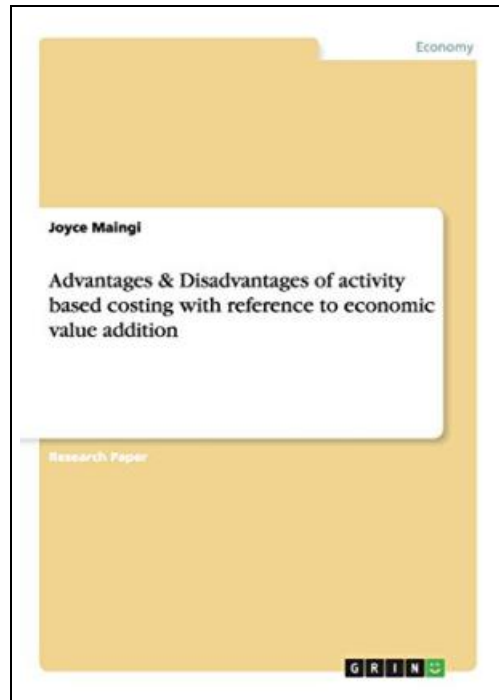 Economy
Joyce Maingi
Advantages & Disadvantages of activity
based costing with reference to economic
value addition
Research Paper
GRIN